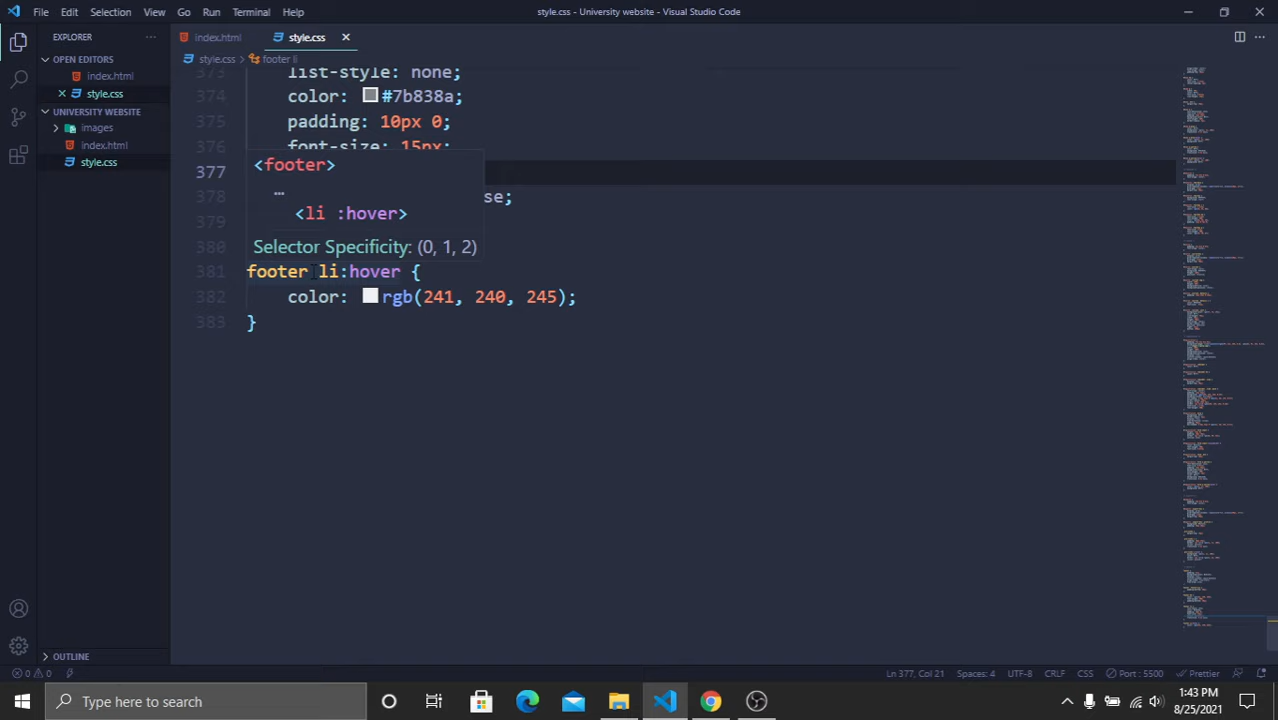 File Edit Selection View Go Run Terminal Help
style.css - University website - Visual Studio Code
EXPLORER
OPEN EDITORS
index.html
style.css
UNIVERSITY WEBSITE
images
index.html
style.css
OUTLINE
index.html style.css
style.css > footer li
373 list-style: none;
374 color: #7b838a;
375 padding: 10px 0;
376 font-size: 15px;
377
378 se;
379
380
381 footer li:hover {
382 color: rgb(241, 240, 245);
383 }
<footer>
…
<li :hover>
Selector Specificity: (0, 1, 2)
0 0 Ln 377, Col 21 Spaces: 4 UTF-8 CRLF CSS Port : 5500 Prettier
Type here to search
1:43 PM
8/25/2021